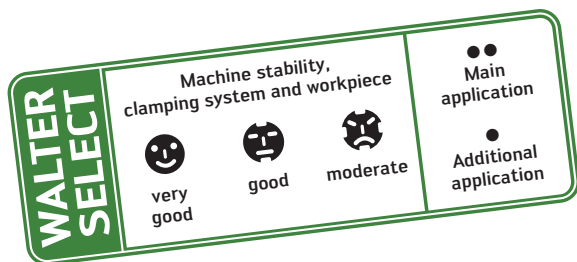 WALTER
SELECT
Machine stability,
clamping system and workpiece
very
good
good
moderate
Main
application
Additional
application